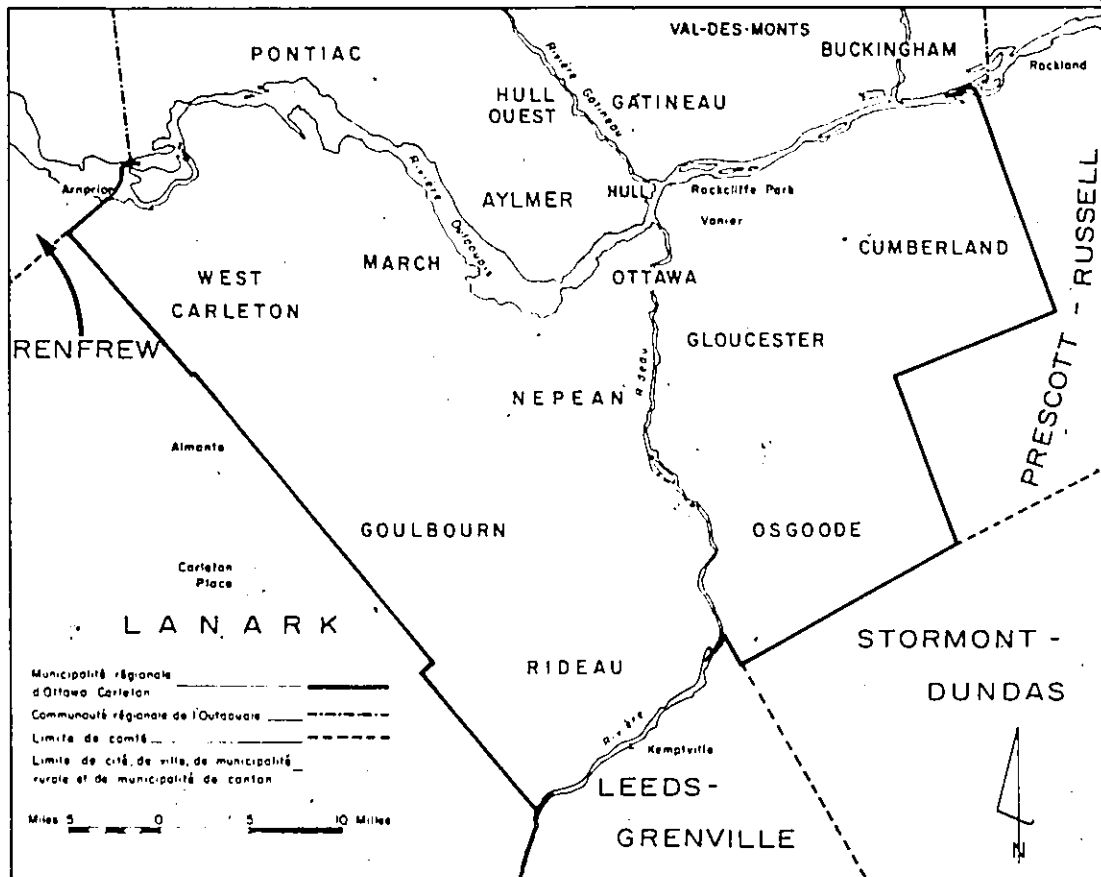 VAL-DES-MONTS
BUCKINGHAM
Rockland
PONTIAC
Rivière Gatineau
HULL
OUEST
GATINEAU
Arnprior
AYLMER
HULL
Rockcliffe Park
Vanier
Rivière Outaouais
MARCH
OTTAWA
CUMBERLAND
PRESCOTT - RUSSELL
WEST
CARLETON
RENFREW
GLOUCESTER
NEPEAN
Rideau
Almonte
GOULBOURN
OSGOODE
Carleton
Place
LANARK
RIDEAU
STORMONT -
DUNDAS
Rivière
Kemptville
LEEDS-
GRENVILLE
Municipalité régionale
d'Ottawa Carleton
Communauté régionale de l'Outaouais
Limite de comté
Limite de cité, de ville, de municipalité
rurale et de municipalité de canton
Miles 5 0 5 10 Milles
N